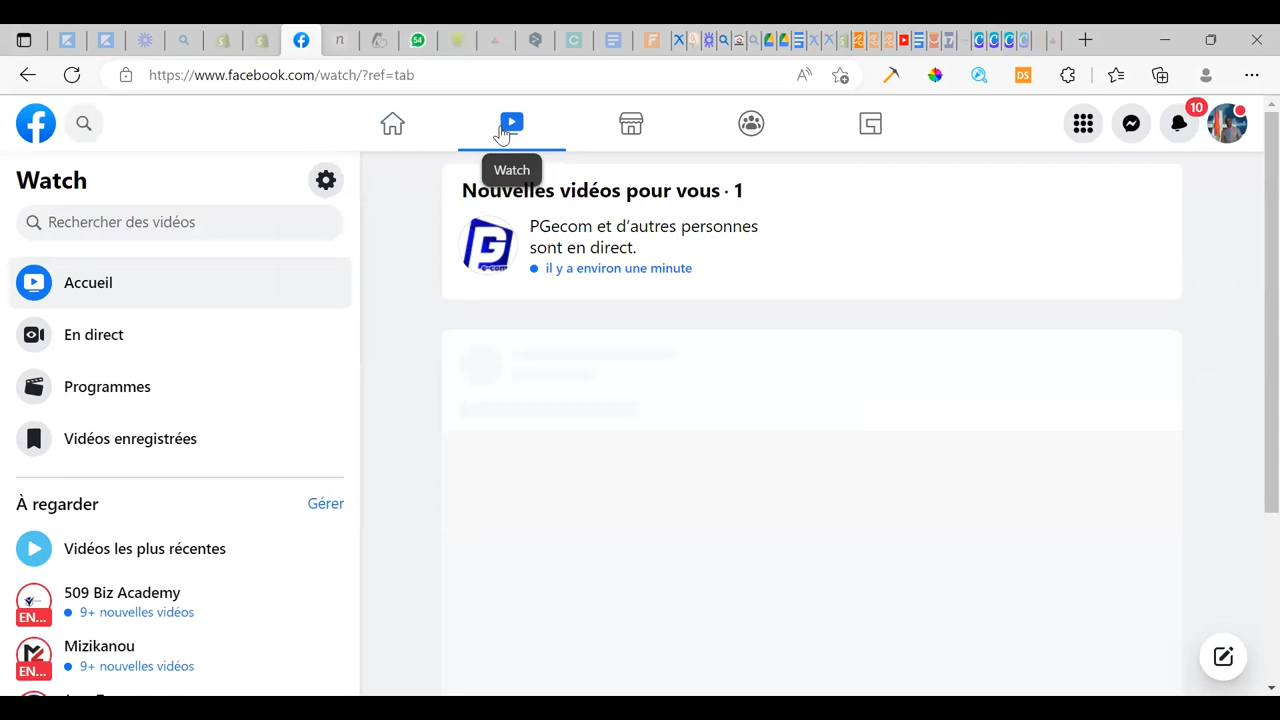 https://www.facebook.com/watch/?ref=tab
10
Watch
Watch
Rechercher des vidéos
Accueil
En direct
Programmes
Vidéos enregistrées
À regarder
Gérer
Vidéos les plus récentes
509 Biz Academy
EN...
9+ nouvelles vidéos
Mizikanou
EN...
9+ nouvelles vidéos
Nouvelles vidéos pour vous · 1
PGecom et d'autres personnes
sont en direct.
il y a environ une minute